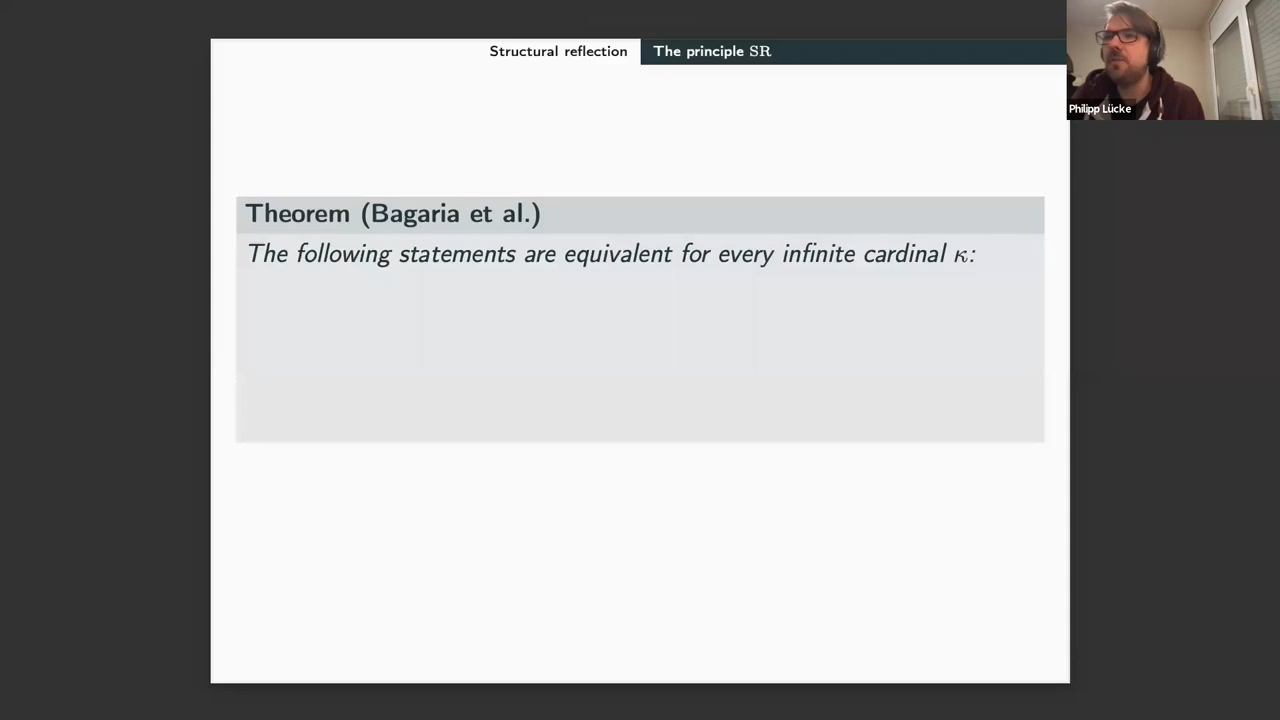 Structural reflection
The principle SR
Philipp Lücke
Theorem (Bagaria et al.)
The following statements are equivalent for every infinite cardinal κ: